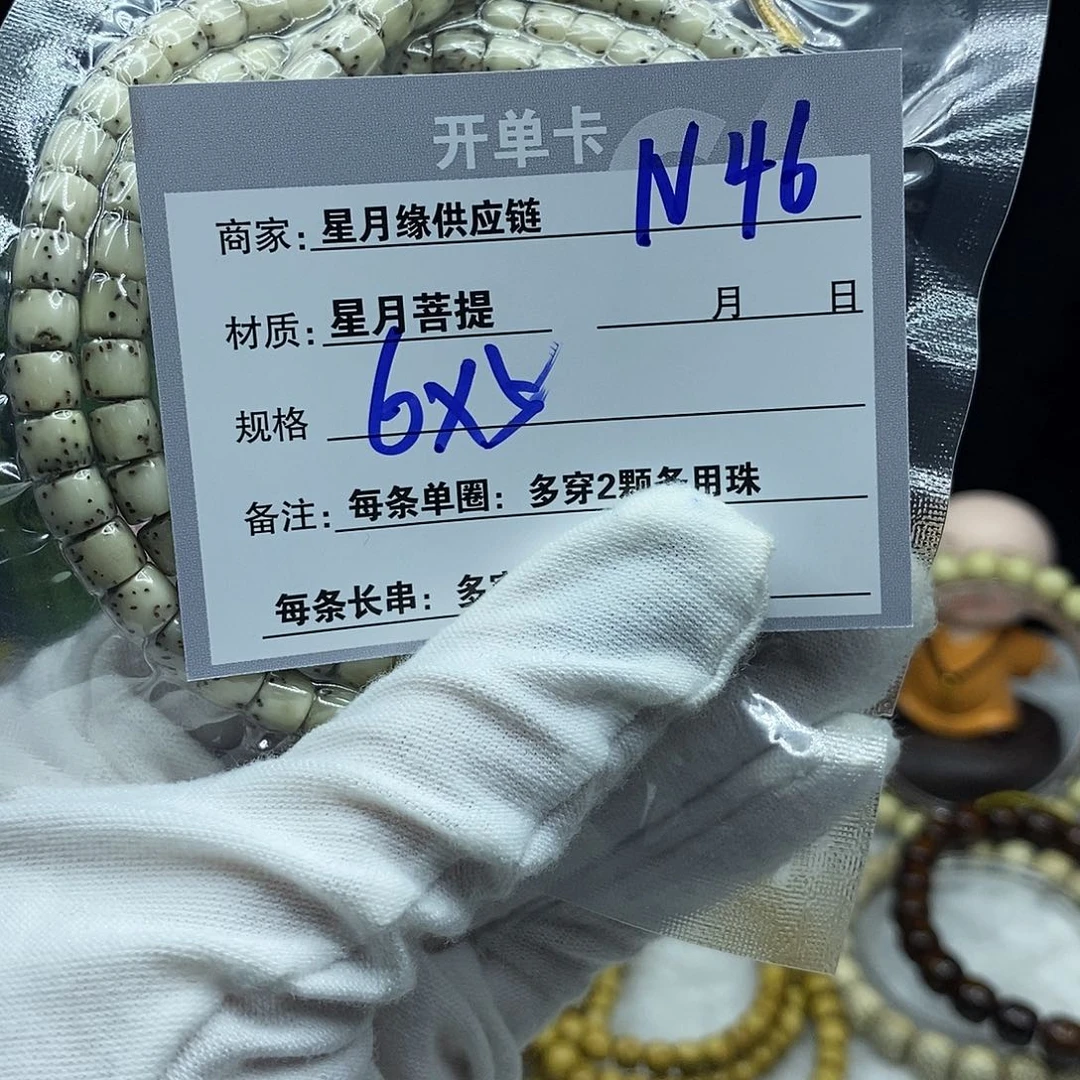 开单卡
商家: 星月缘供应链 N46
材质: 星月菩提 月 日
规格 6X5
备注: 每条单圈: 多穿2颗备用珠
每条长串: 多